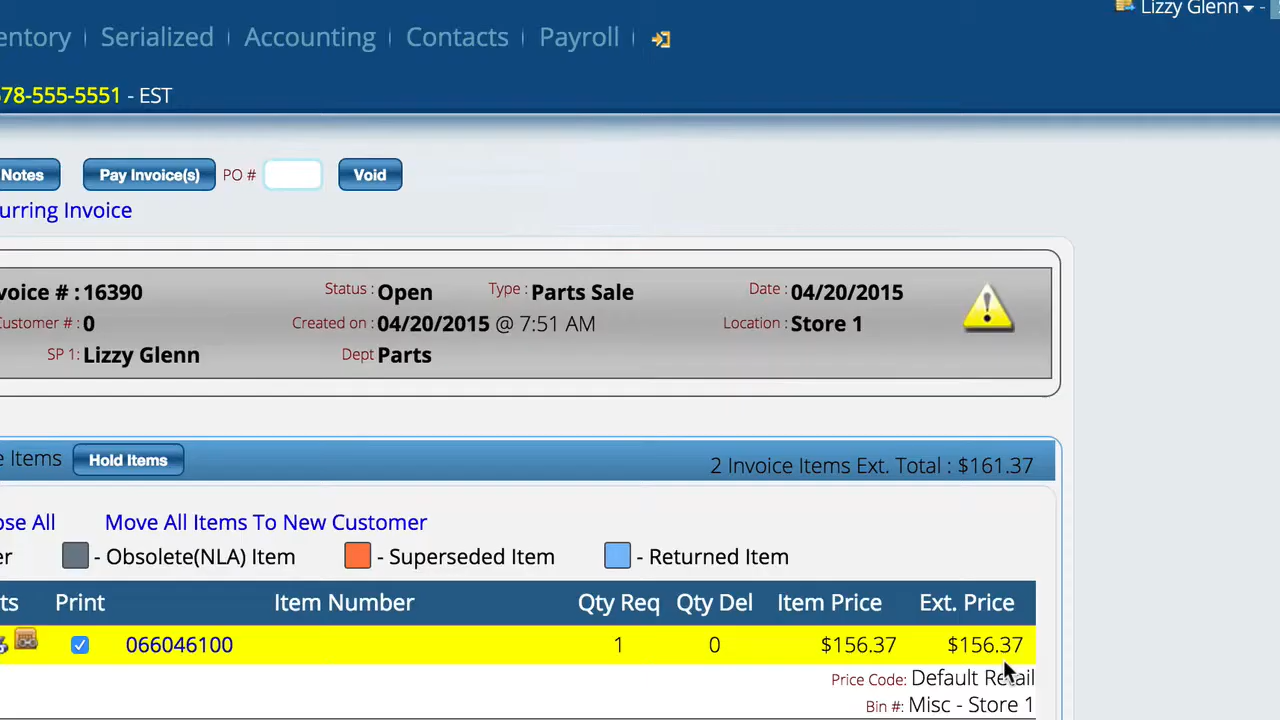 Lizzy Glenn -
entory Serialized Accounting Contacts Payroll
78-555-5551 - EST
Notes Pay Invoice(s) PO # Void
urring Invoice
voice # : 16390 Status : Open Type : Parts Sale Date : 04/20/2015
Customer # : 0 Created on : 04/20/2015 @ 7:51 AM Location : Store 1
SP 1: Lizzy Glenn Dept Parts
e Items Hold Items 2 Invoice Items Ext. Total : $161.37
ose All Move All Items To New Customer
er - Obsolete(NLA) Item - Superseded Item - Returned Item
ts Print Item Number Qty Req Qty Del Item Price Ext. Price
066046100 1 0 $156.37 $156.37
Price Code: Default Retail
Bin #: Misc - Store 1